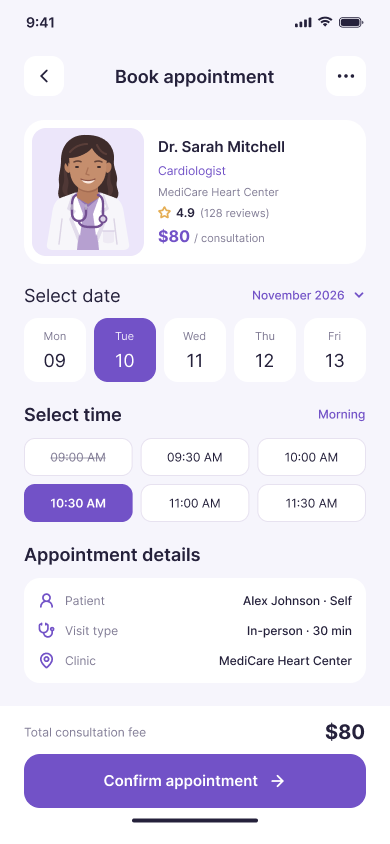 9:41
Book appointment
Dr. Sarah Mitchell
Cardiologist
MediCare Heart Center
4.9 (128 reviews)
$80 / consultation
Select date
November 2026
Mon Tue Wed Thu Fri
09 10 11 12 13
Select time
Morning
09:00 AM 09:30 AM 10:00 AM
10:30 AM 11:00 AM 11:30 AM
Appointment details
Patient Alex Johnson · Self
Visit type In-person · 30 min
Clinic MediCare Heart Center
Total consultation fee $80
Confirm appointment